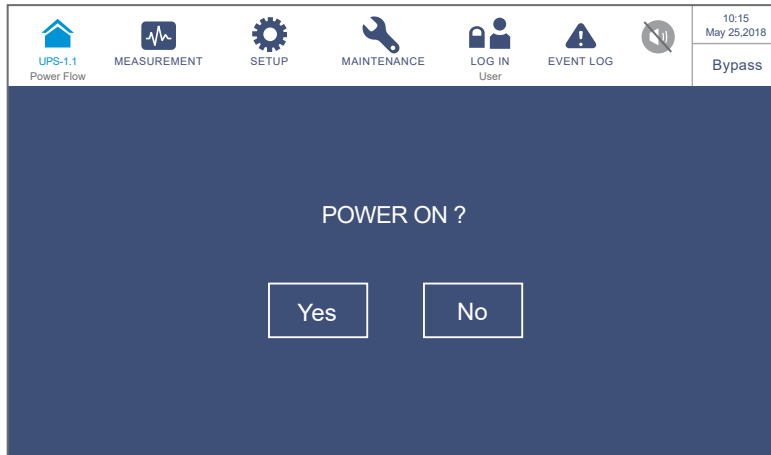 UPS-1.1
Power Flow
MEASUREMENT
SETUP
MAINTENANCE
LOG IN
User
EVENT LOG
10:15
May 25,2018
Bypass
POWER ON ?
Yes
No